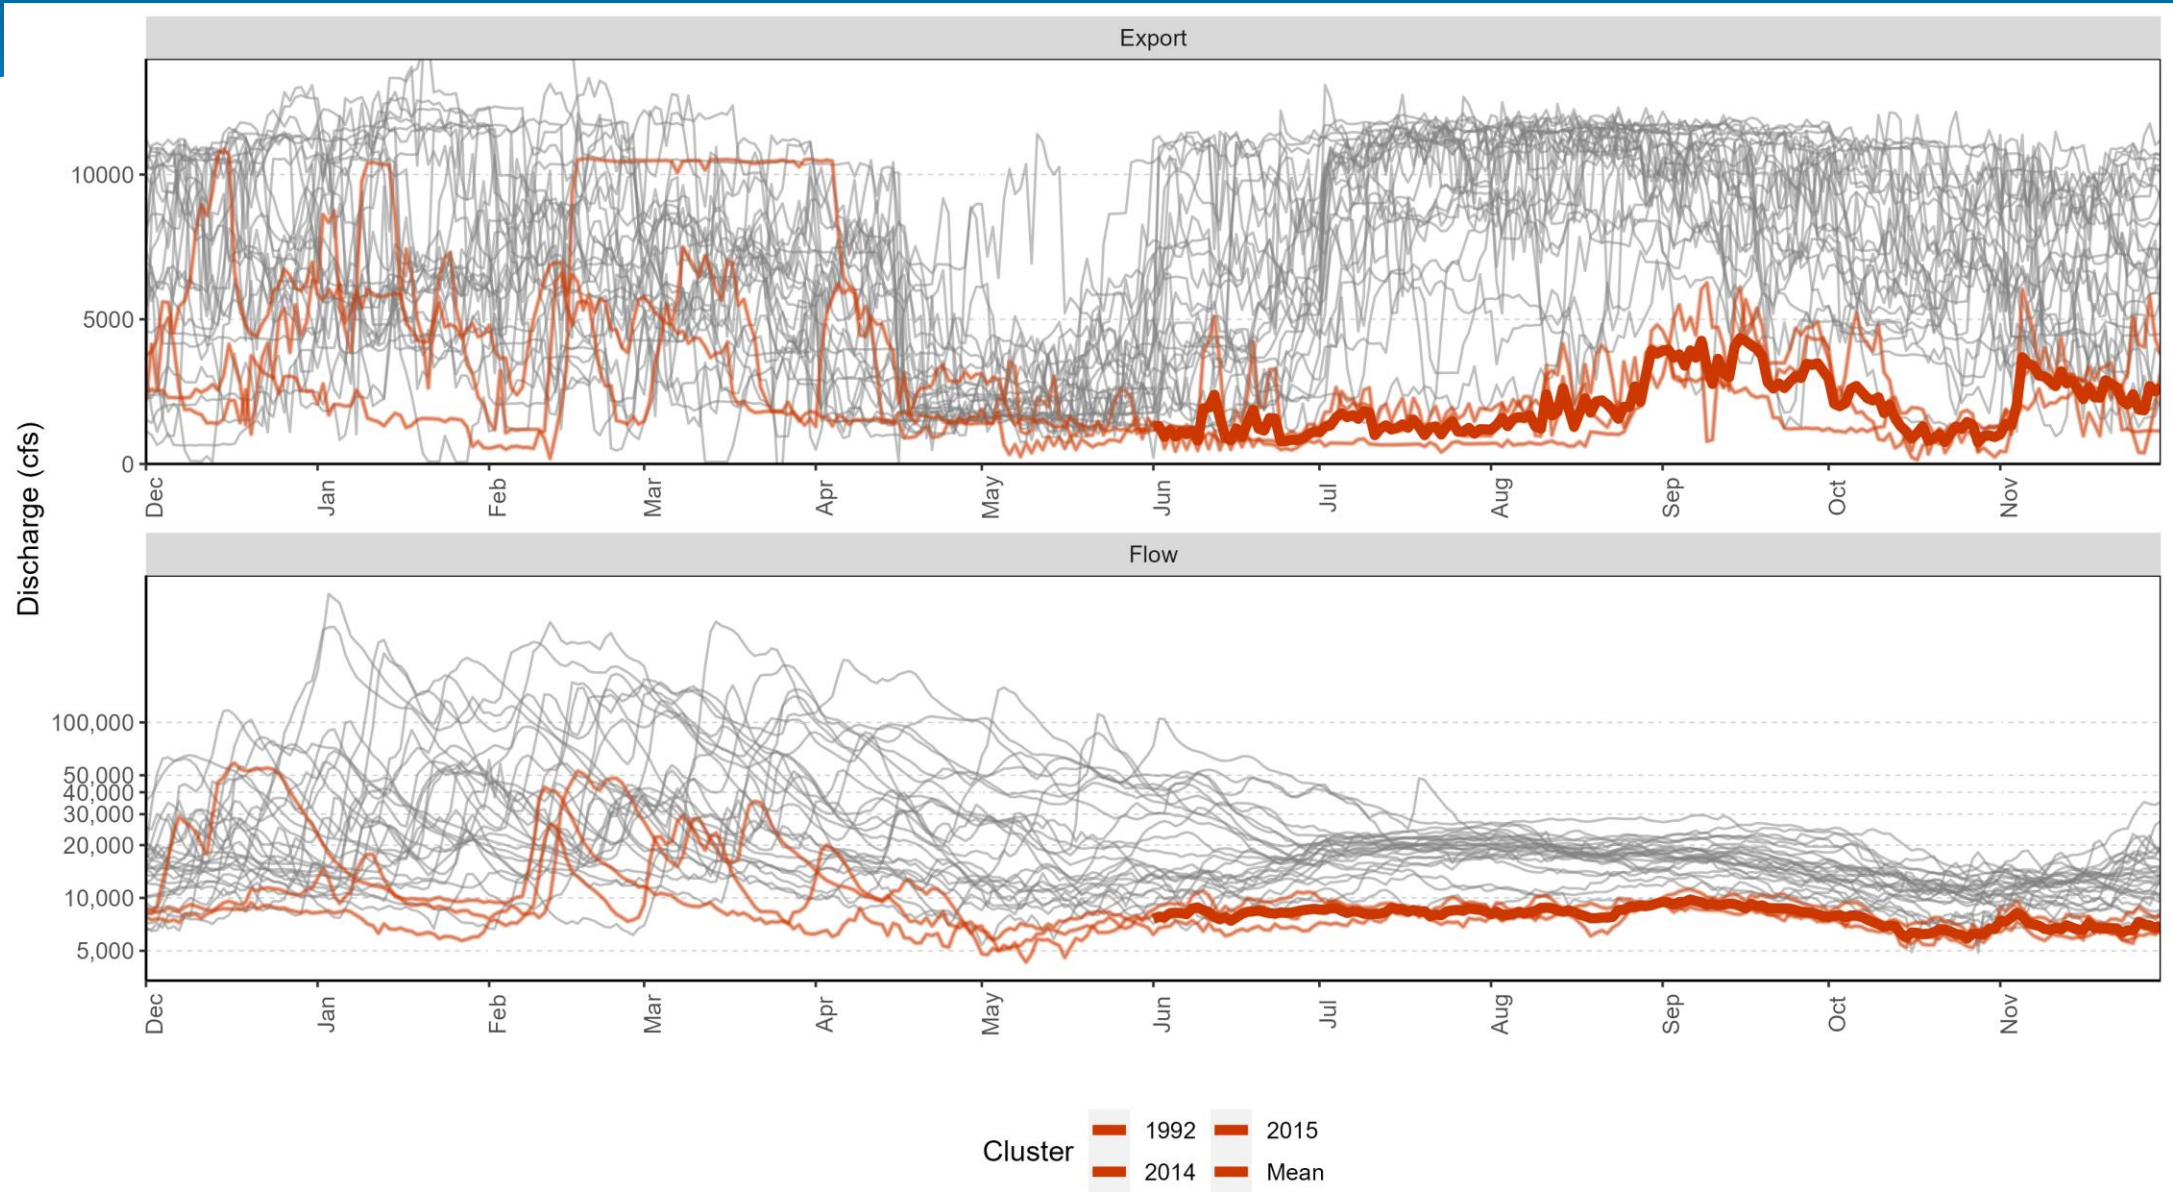 Export
Discharge (cfs)
10000
5000
0
Dec Jan Feb Mar Apr May Jun Jul Aug Sep Oct Nov
Flow
100,000
50,000
40,000
30,000
20,000
10,000
5,000
Dec Jan Feb Mar Apr May Jun Jul Aug Sep Oct Nov
Cluster
1992 2015
2014 Mean